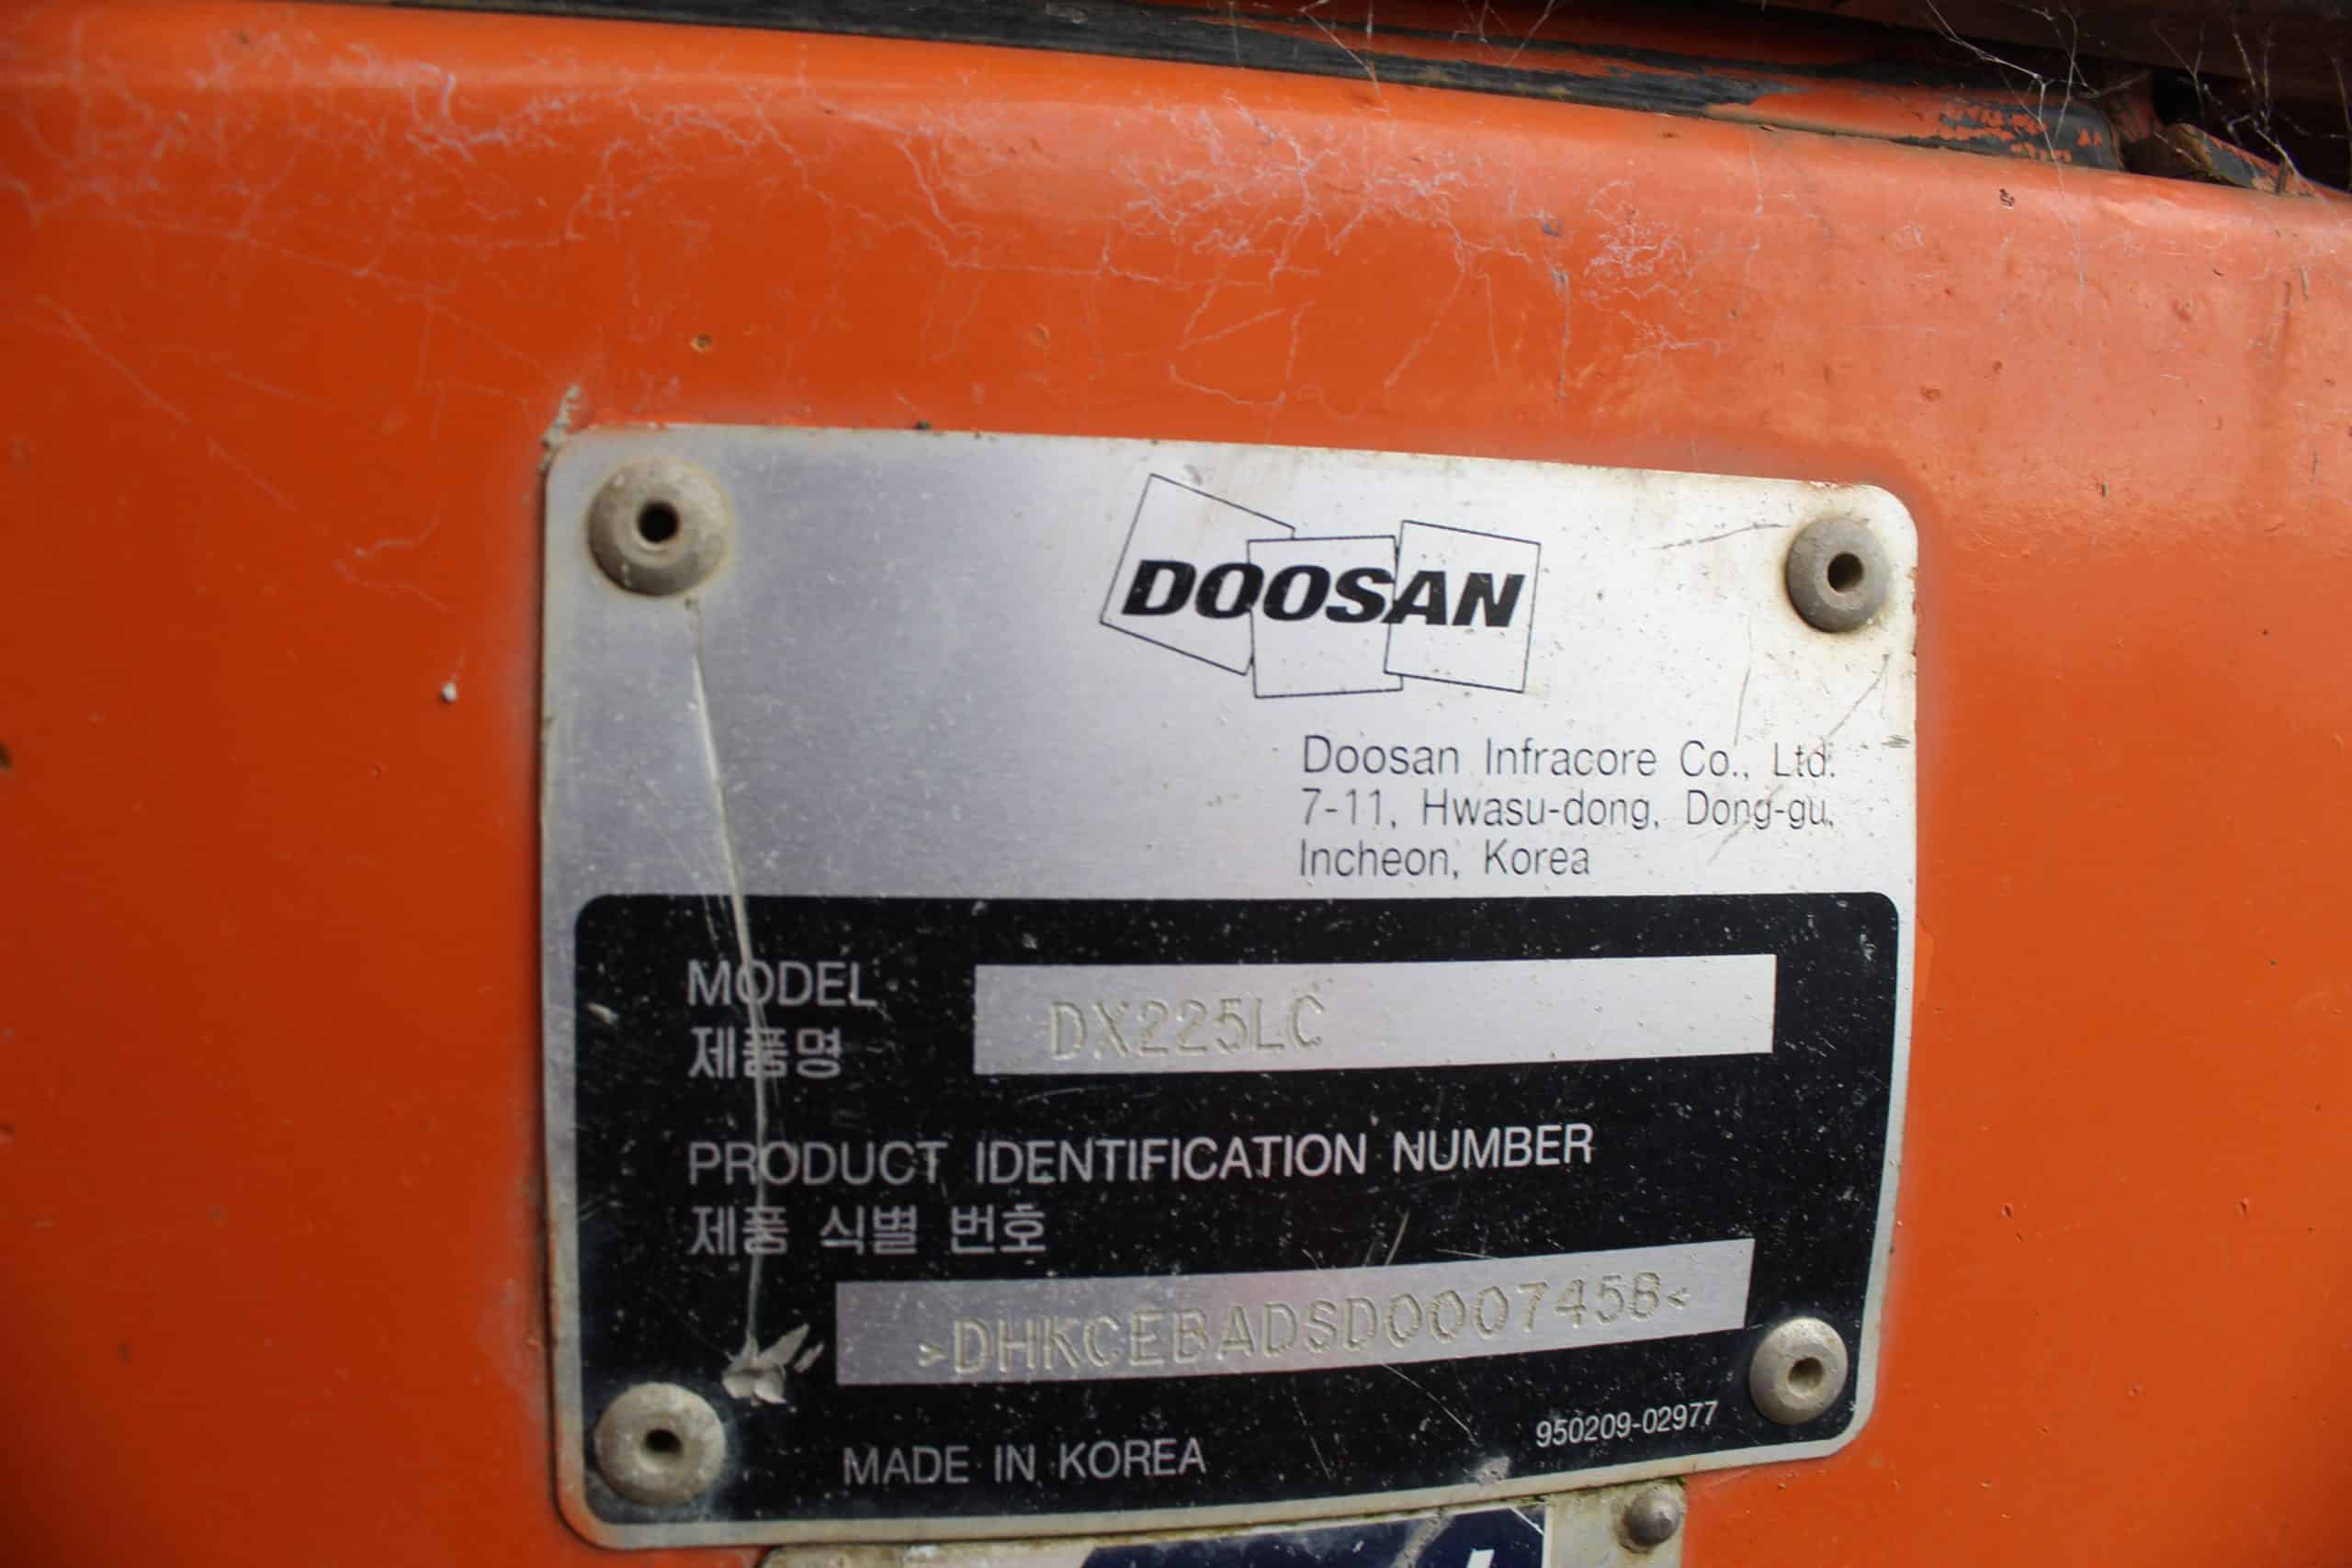 DOOSAN
Doosan Infracore Co., Ltd.
7-11, Hwasu-dong, Dong-gu,
Incheon, Korea
MODEL
제품명
DX225LC
PRODUCT IDENTIFICATION NUMBER
제품 식별 번호
>DHKCEBADSD0007458<
950209-02977
MADE IN KOREA